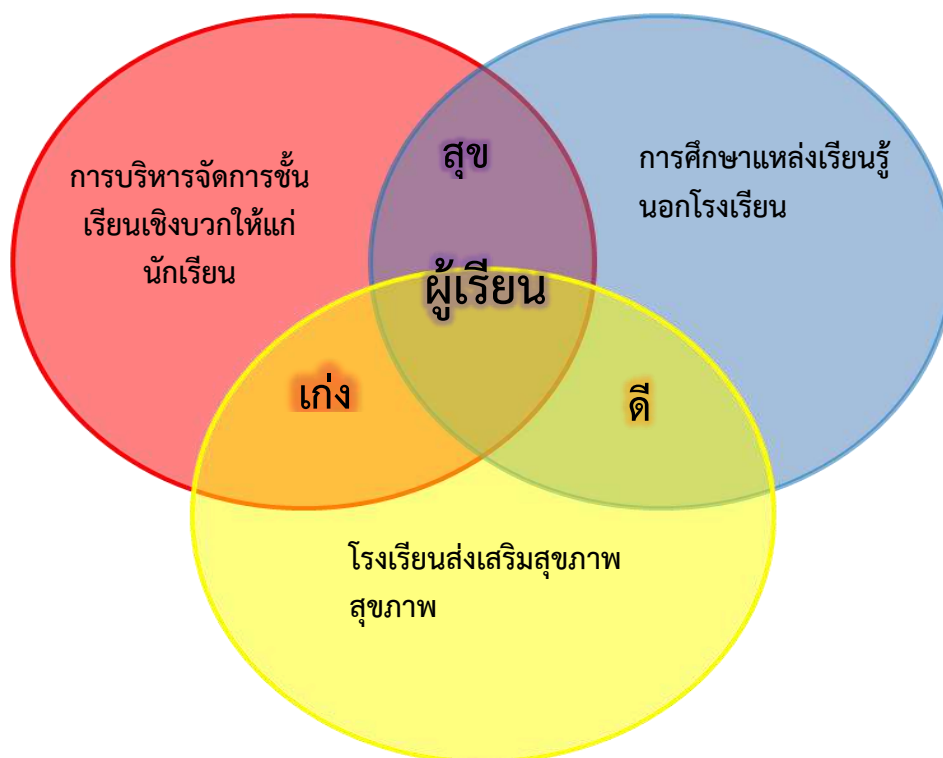 สุข
การบริหารจัดการชั้น
เรียนเชิงบวกให้แก่
นักเรียน
การศึกษาแหล่งเรียนรู้
นอกโรงเรียน
ผู้เรียน
เก่ง
ดี
โรงเรียนส่งเสริมสุขภาพ
สุขภาพ